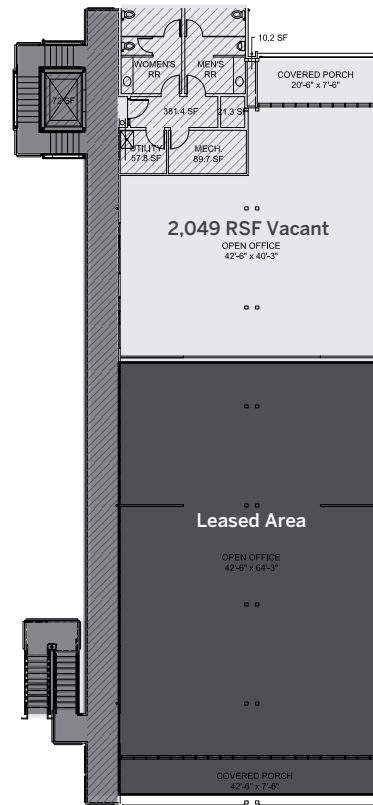 10.2 SF
WOMEN'S
RR
MEN'S
RR
COVERED PORCH
20'-6" x 7'-6"
72 SF
381.4 SF
21.3 SF
UTILITY
57.8 SF
MECH.
89.7 SF
2,049 RSF Vacant
OPEN OFFICE
42'-6" x 40'-3"
Leased Area
OPEN OFFICE
42'-6" x 64'-3"
COVERED PORCH
42'-6" x 7'-6"